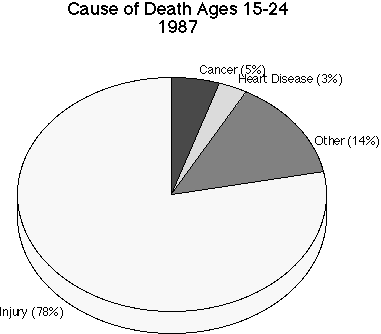 Cause of Death Ages 15-24
1987
Cancer (5%)
Heart Disease (3%)
Other (14%)
Injury (78%)